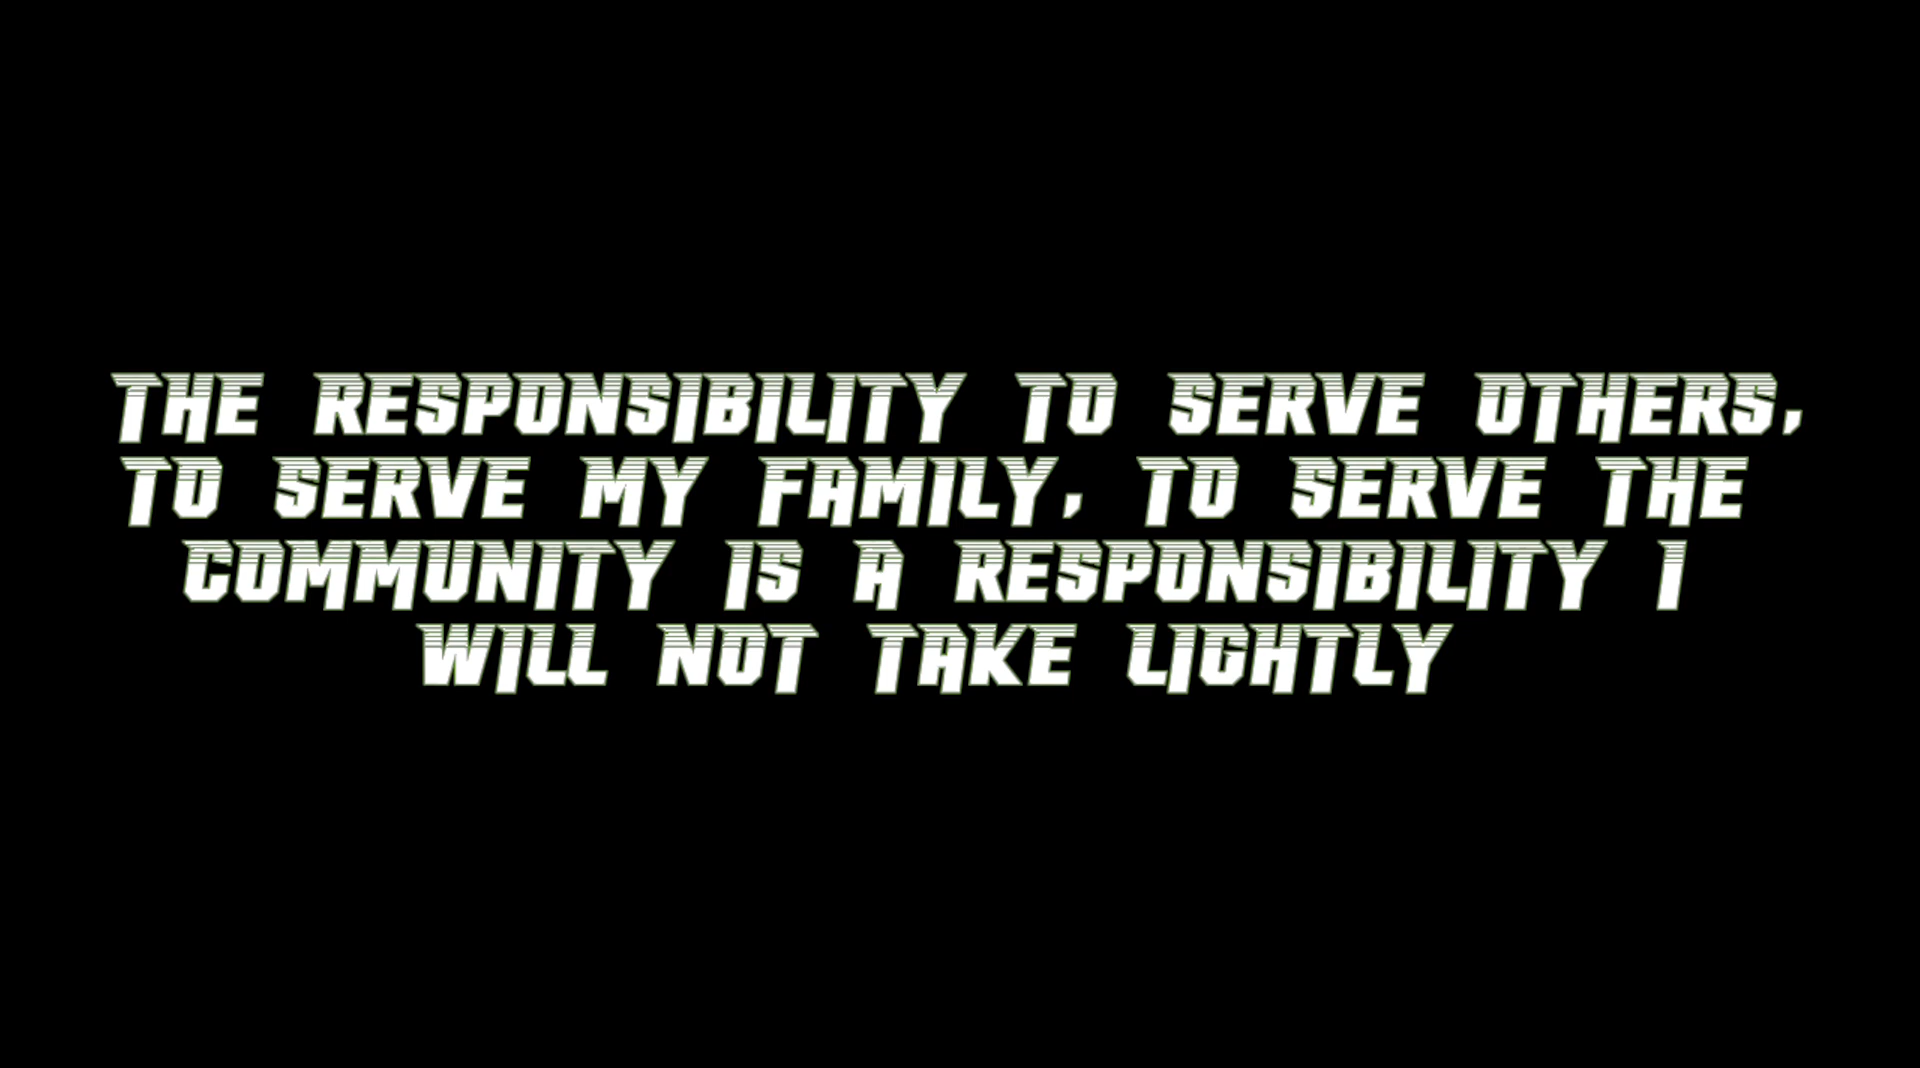 THE RESPONSIBILITY TO SERVE OTHERS,
TO SERVE MY FAMILY, TO SERVE THE
COMMUNITY IS A RESPONSIBILITY I
WILL NOT TAKE LIGHTLY